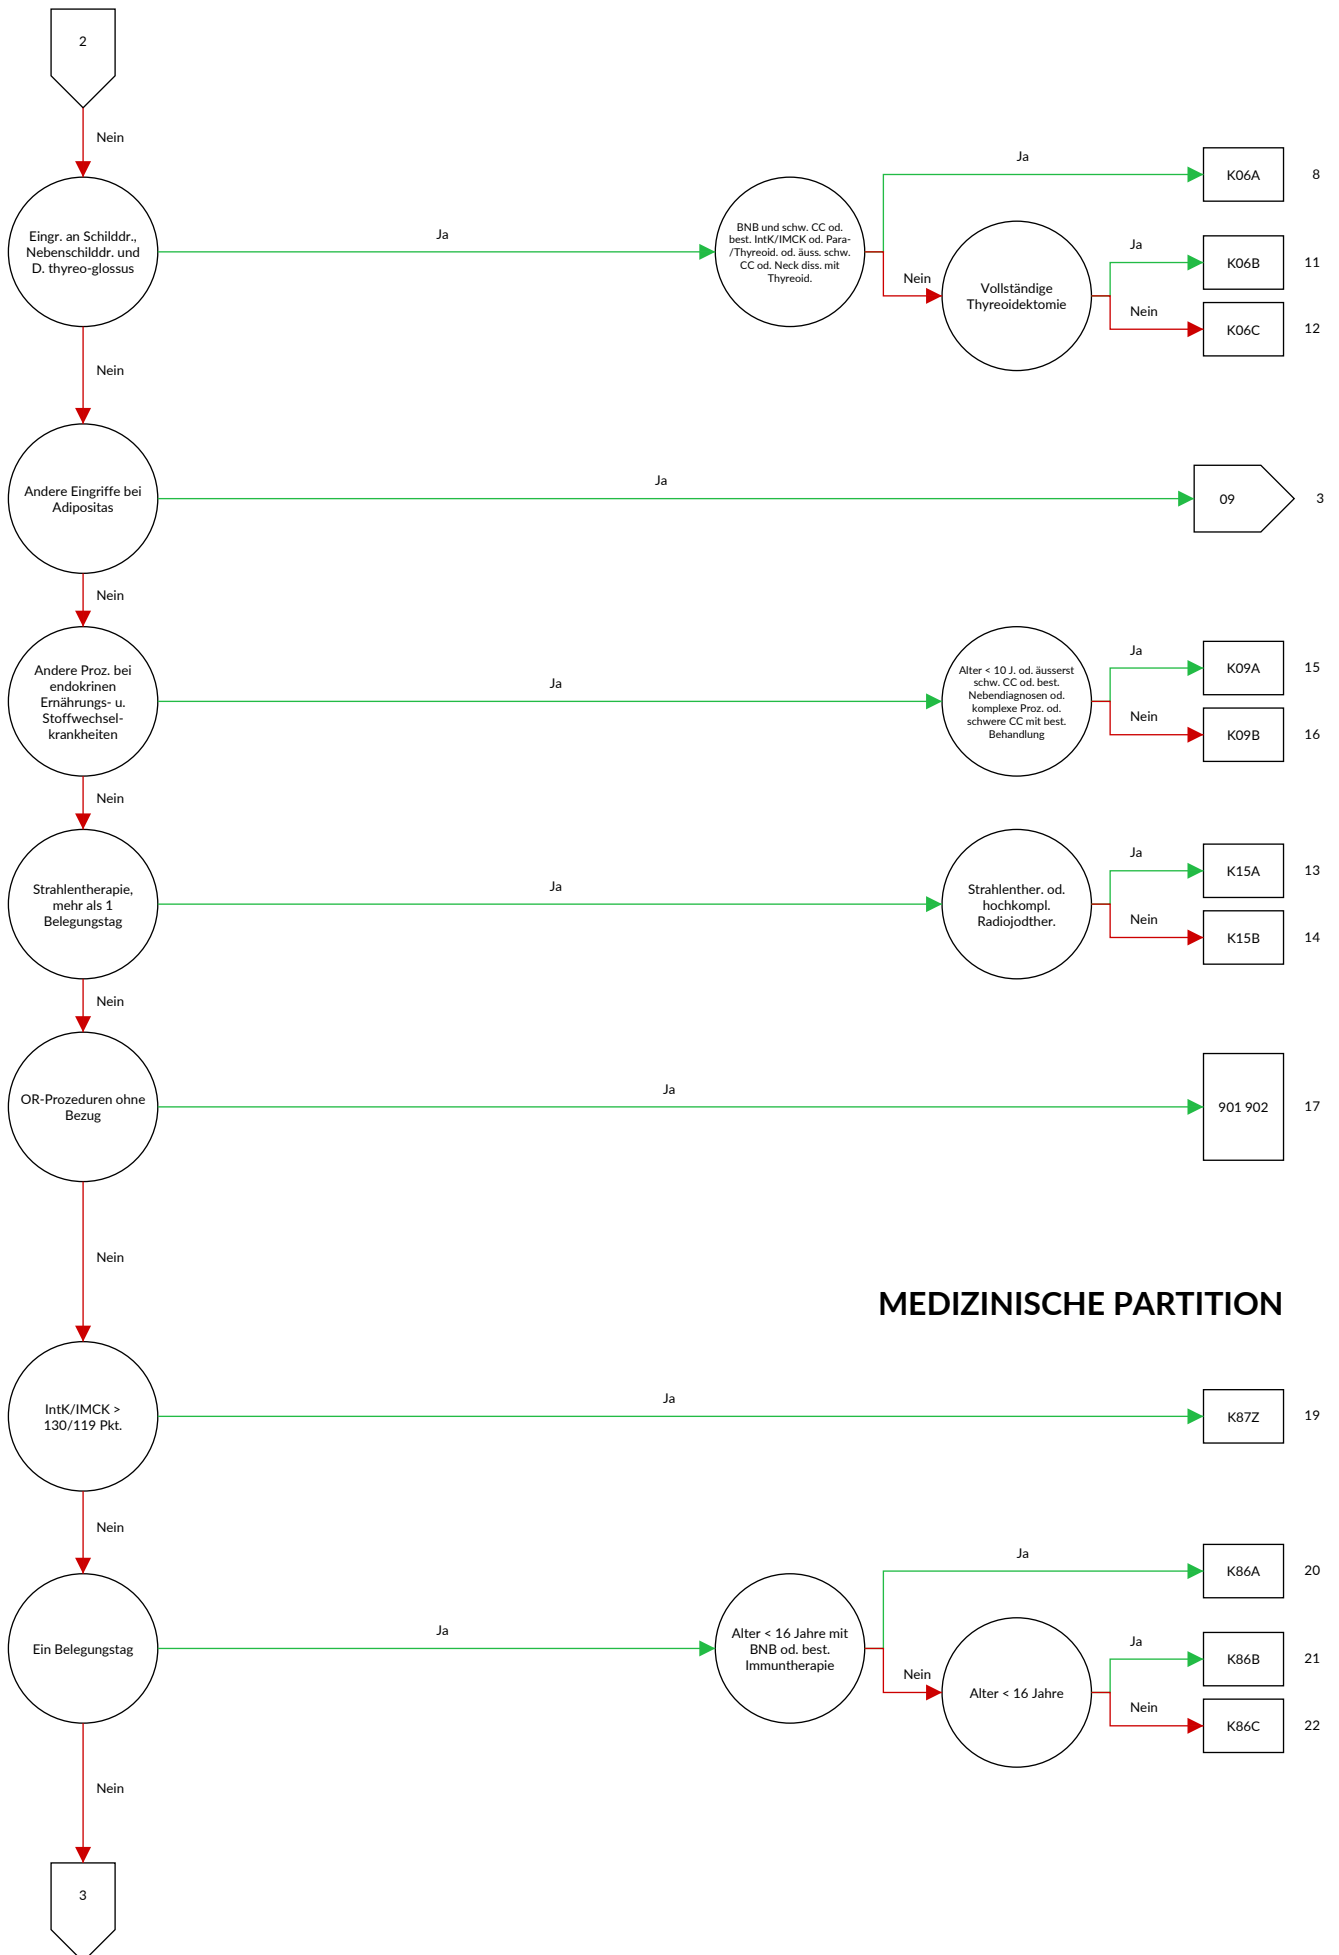 2
Nein
Ja
K06A
8
Eingr. an Schilddr.,
Nebenschilddr. und
D. thyreo-glossus
Ja
BNB und schw. CC od.
best. IntK/IMCK od. Para-
/Thyreoid. od. äuss. schw.
CC od. Neck diss. mit
Thyreoid.
Nein
Vollständige
Thyreoidektomie
Ja
K06B
11
Nein
K06C
12
Nein
Andere Eingriffe bei
Adipositas
Ja
09
3
Nein
Andere Proz. bei
endokrinen
Ernährungs- u.
Stoffwechsel-
krankheiten
Ja
Alter < 10 J. od. äusserst
schw. CC od. best.
Nebendiagnosen od.
komplexe Proz. od.
schwere CC mit best.
Behandlung
Ja
K09A
15
Nein
K09B
16
Nein
Strahlentherapie,
mehr als 1
Belegungstag
Ja
Strahlenther. od.
hochkompl.
Radiojodther.
Ja
K15A
13
Nein
K15B
14
Nein
OR-Prozeduren ohne
Bezug
Ja
901 902
17
Nein
MEDIZINISCHE PARTITION
IntK/IMCK >
130/119 Pkt.
Ja
K87Z
19
Nein
Ja
K86A
20
Ein Belegungstag
Ja
Alter < 16 Jahre mit
BNB od. best.
Immuntherapie
Nein
Alter < 16 Jahre
Ja
K86B
21
Nein
K86C
22
Nein
3